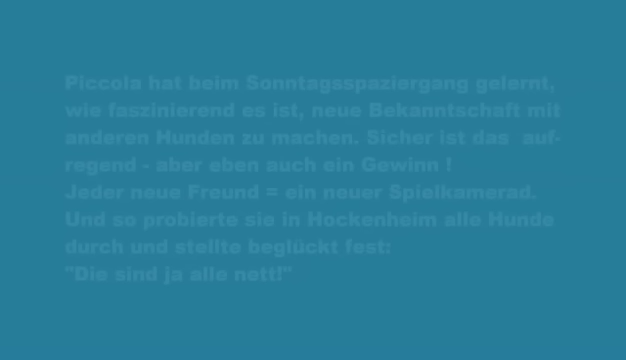 Piccola hat beim Sonntagsspaziergang gelernt,
wie faszinierend es ist, neue Bekanntschaft mit
anderen Hunden zu machen. Sicher ist das  auf-
regend - aber eben auch ein Gewinn !
Jeder neue Freund = ein neuer Spielkamerad.
Und so probierte sie in Hockenheim alle Hunde
durch und stellte beglückt fest:
"Die sind ja alle nett!"